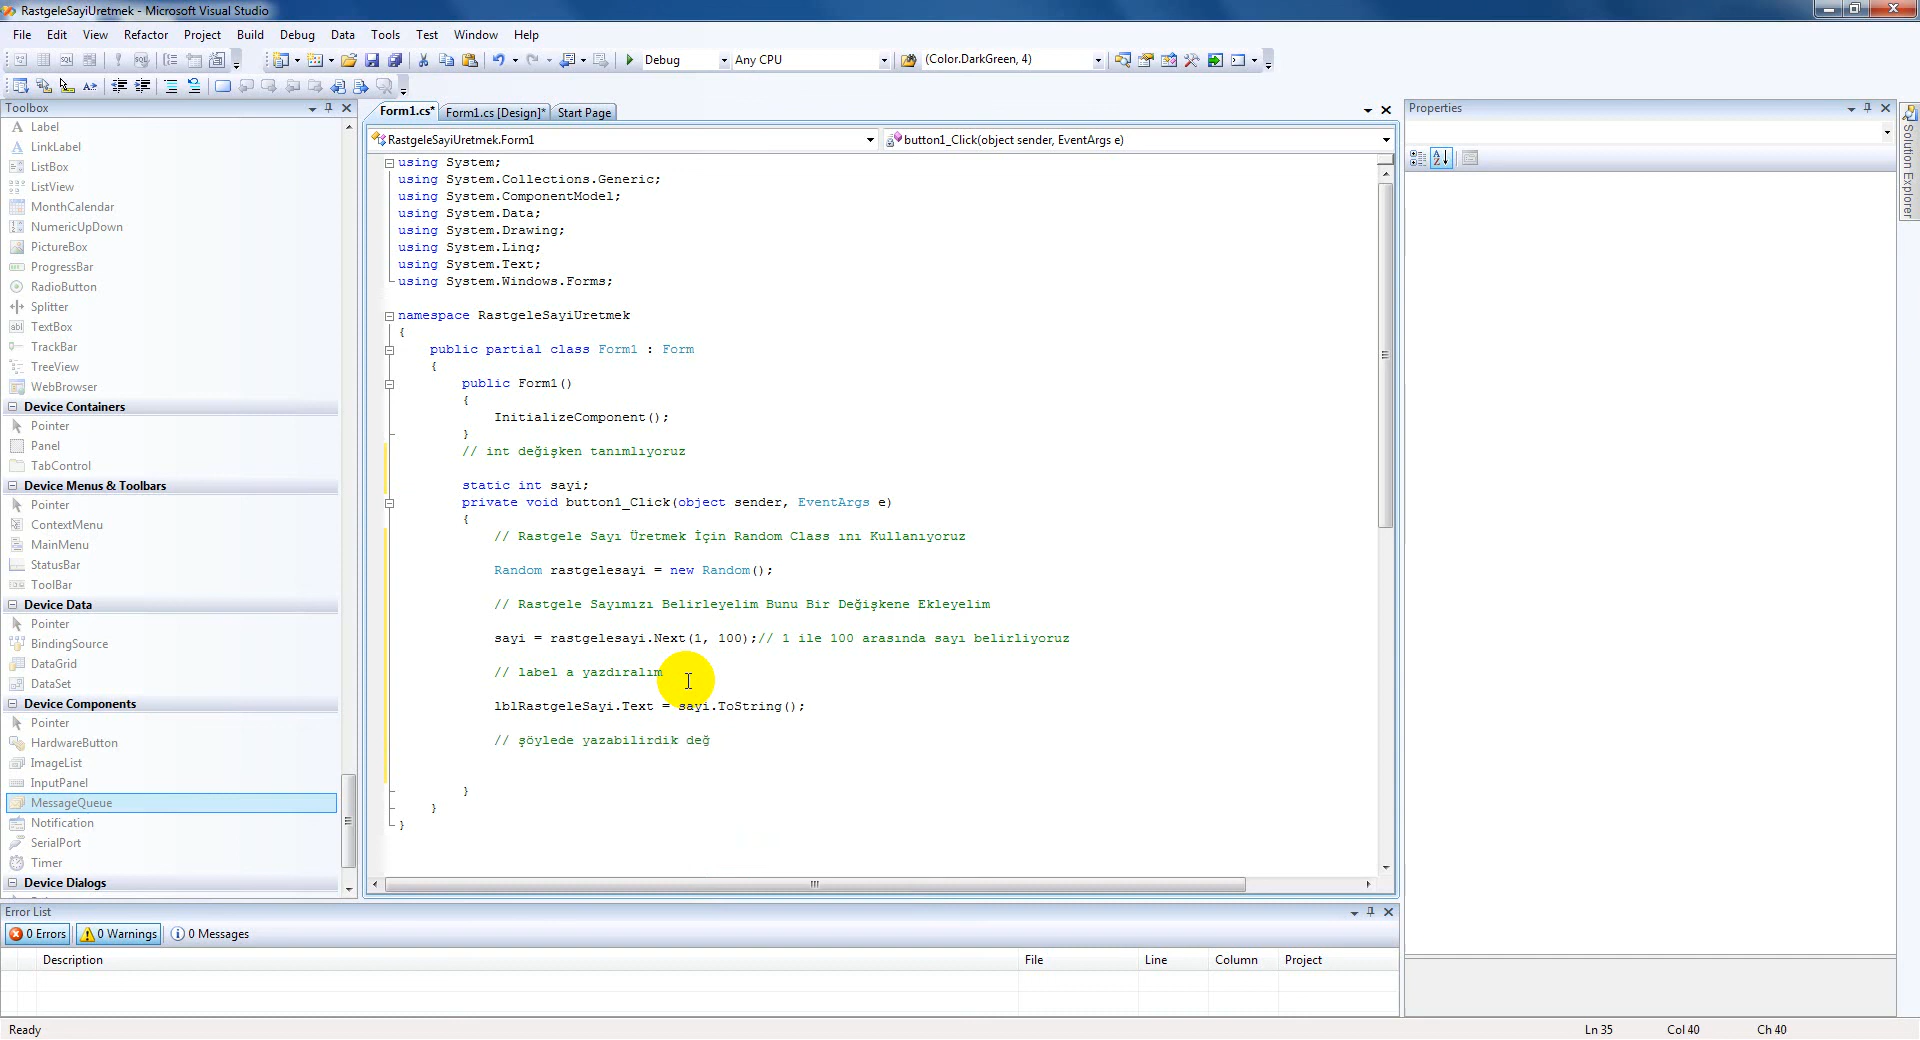 RastgeleSayiUretmek - Microsoft Visual Studio
File Edit View Refactor Project Build Debug Data Tools Test Window Help
Debug Any CPU (Color.DarkGreen, 4)
Toolbox
Label
LinkLabel
ListBox
ListView
MonthCalendar
NumericUpDown
PictureBox
ProgressBar
RadioButton
Splitter
TextBox
TrackBar
TreeView
WebBrowser
Device Containers
Pointer
Panel
TabControl
Device Menus & Toolbars
Pointer
ContextMenu
MainMenu
StatusBar
ToolBar
Device Data
Pointer
BindingSource
DataGrid
DataSet
Device Components
Pointer
HardwareButton
ImageList
InputPanel
MessageQueue
Notification
SerialPort
Timer
Device Dialogs
Form1.cs* Form1.cs [Design]* Start Page
RastgeleSayiUretmek.Form1 button1_Click(object sender, EventArgs e)
using System;
using System.Collections.Generic;
using System.ComponentModel;
using System.Data;
using System.Drawing;
using System.Linq;
using System.Text;
using System.Windows.Forms;
namespace RastgeleSayiUretmek
{
public partial class Form1 : Form
{
public Form1()
{
InitializeComponent();
}
// int değişken tanımlıyoruz
static int sayi;
private void button1_Click(object sender, EventArgs e)
{
// Rastgele Sayı Üretmek İçin Random Class ını Kullanıyoruz
Random rastgelesayi = new Random();
// Rastgele Sayımızı Belirleyelim Bunu Bir Değişkene Ekleyelim
sayi = rastgelesayi.Next(1, 100);// 1 ile 100 arasında sayı belirliyoruz
// label a yazdıralım
lblRastgeleSayi.Text = sayi.ToString();
// şöylede yazabilirdik değ
}
}
}
Properties
Solution Explorer
Error List
0 Errors 0 Warnings 0 Messages
Description File Line Column Project
Ready Ln 35 Col 40 Ch 40